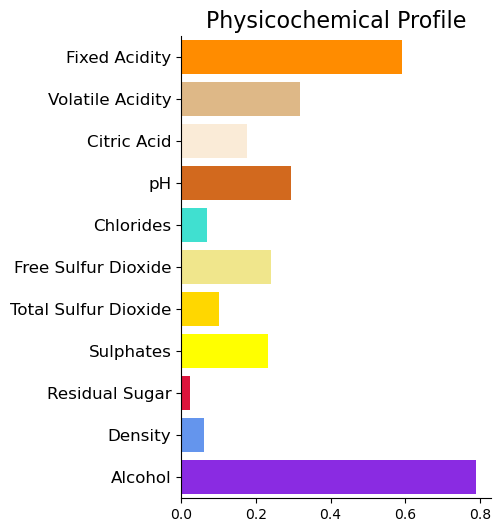 Physicochemical Profile
Fixed Acidity
Volatile Acidity
Citric Acid
pH
Chlorides
Free Sulfur Dioxide
Total Sulfur Dioxide
Sulphates
Residual Sugar
Density
Alcohol
0.0 0.2 0.4 0.6 0.8